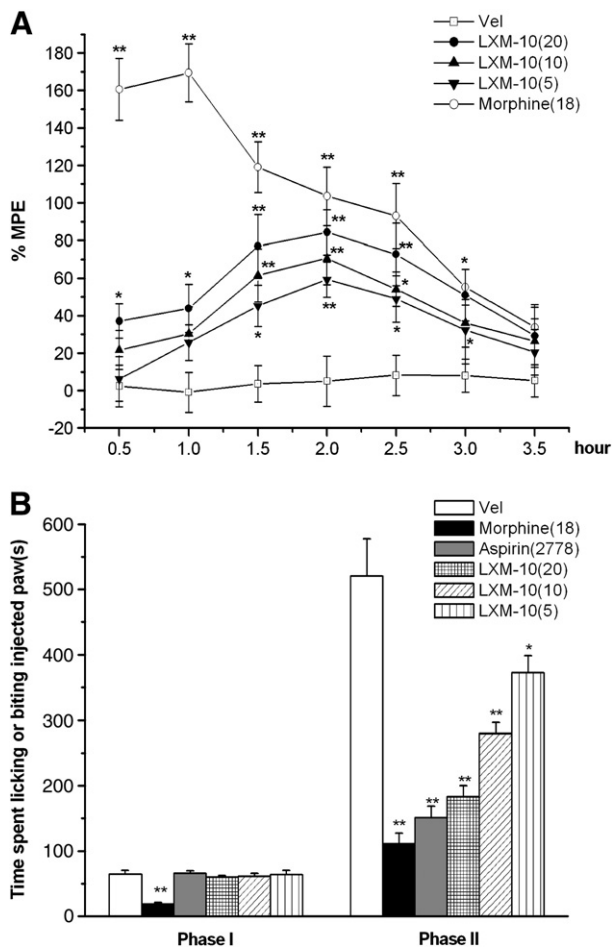 A
Vel
LXM-10(20)
LXM-10(10)
LXM-10(5)
Morphine(18)
% MPE
180
160
140
120
100
80
60
40
20
0
-20
** ** ** ** ** *
** ** **
* * ** ** *
* ** * *
0.5 1.0 1.5 2.0 2.5 3.0 3.5 hour
B
Vel
Morphine(18)
Aspirin(2778)
LXM-10(20)
LXM-10(10)
LXM-10(5)
Time spent licking or biting injected paw(s)
600
500
400
300
200
100
0
** ** ** ** ** *
Phase I Phase II